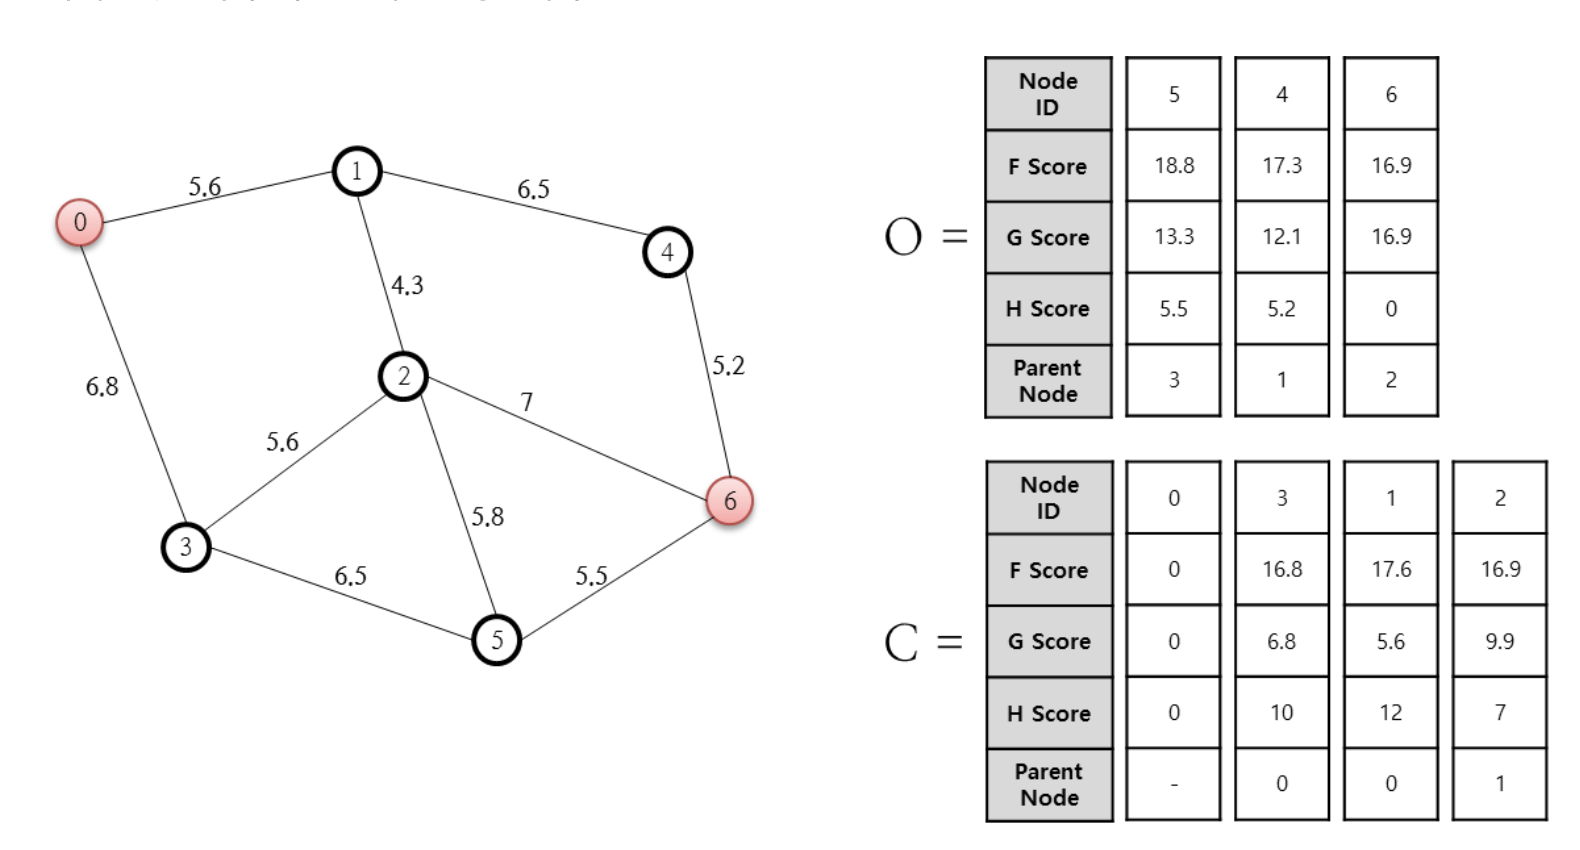 0
1
2
3
4
5
6
5.6
6.5
4.3
6.8
5.6
7
5.2
5.8
6.5
5.5
O =
Node ID 5 4 6
F Score 18.8 17.3 16.9
G Score 13.3 12.1 16.9
H Score 5.5 5.2 0
Parent Node 3 1 2
C =
Node ID 0 3 1 2
F Score 0 16.8 17.6 16.9
G Score 0 6.8 5.6 9.9
H Score 0 10 12 7
Parent Node - 0 0 1